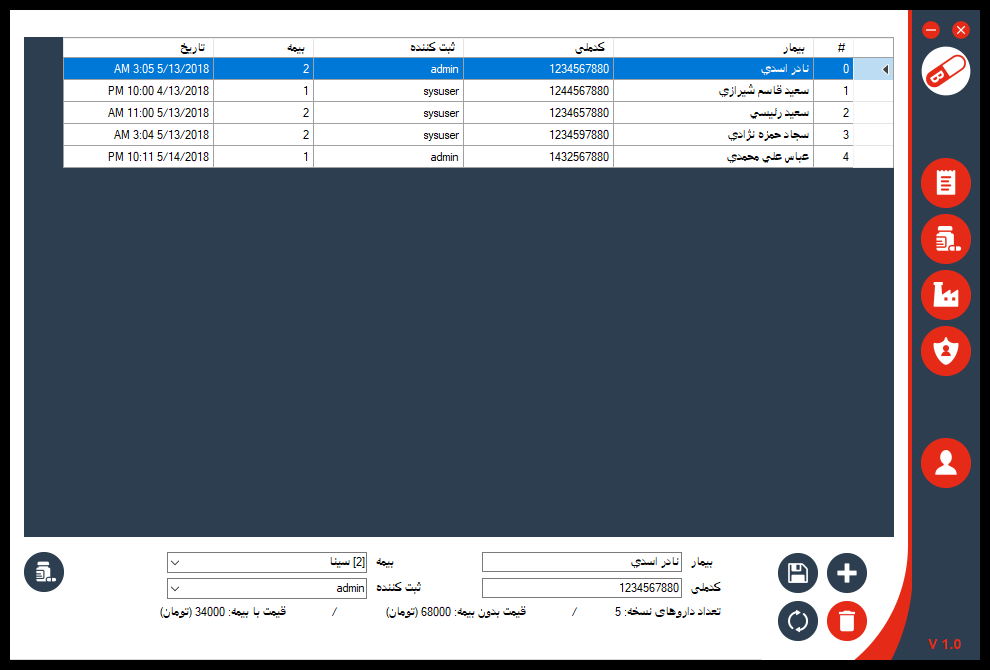 # بیمار کدملی ثبت کننده بیمه تاریخ
0 نادر اسدي 1234567880 admin 2 5/13/2018 3:05 AM
1 سعيد قاسم شيرازي 1244567880 sysuser 1 4/13/2018 10:00 PM
2 سعيد رئيسي 1234657880 sysuser 2 5/13/2018 11:00 AM
3 سجاد حمزه نژادي 1234597880 sysuser 2 5/13/2018 3:04 AM
4 عباس علي محمدي 1432567880 admin 1 5/14/2018 10:11 PM
بیمار نادر اسدي بیمه [2] سینا
کدملی 1234567880 ثبت کننده admin
تعداد داروهای نسخه: 5 / قیمت بدون بیمه: 68000 (تومان) / قیمت با بیمه: 34000 (تومان)
V 1.0